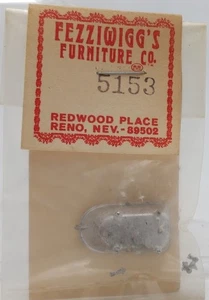 FEZZIWIGG'S
FURNITURE CO.
5153
REDWOOD PLACE
RENO, NEV.-89502